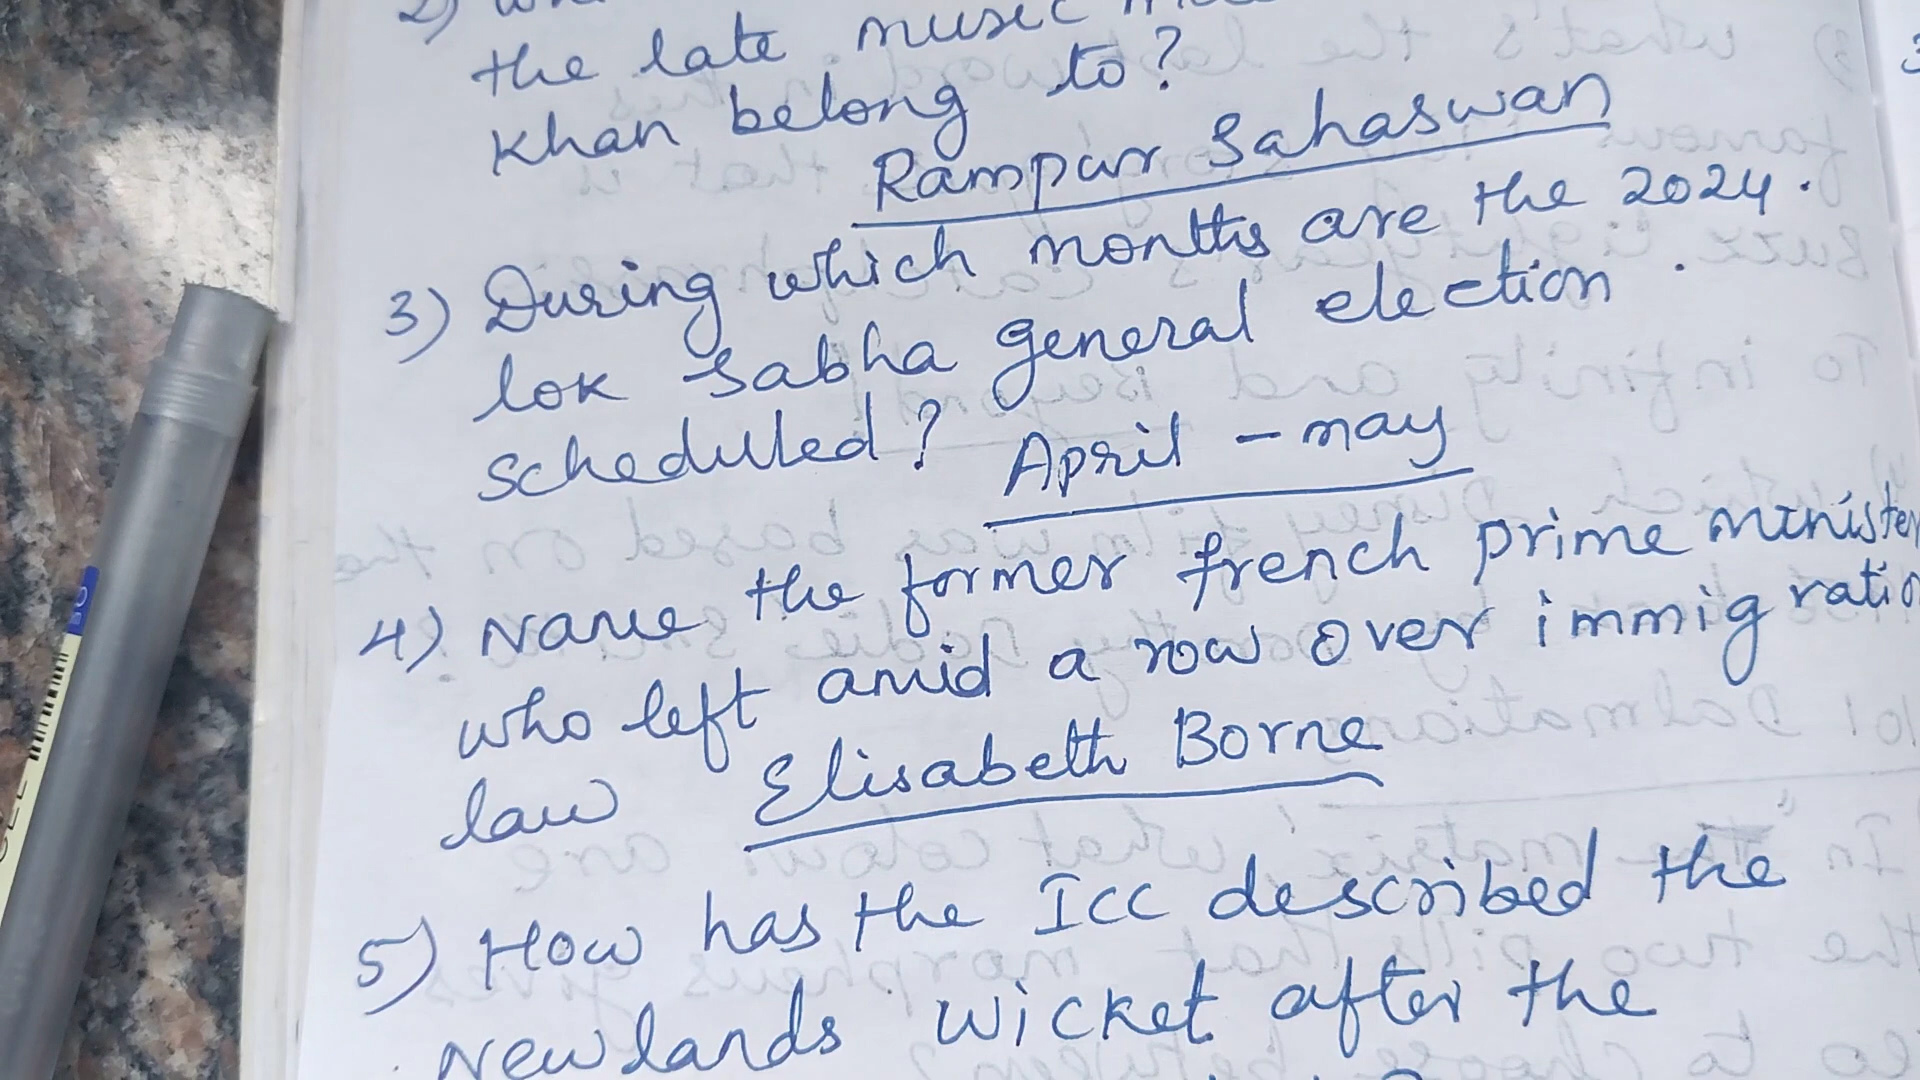 2)
the late music
Khan belong to?
Rampur Sahaswan
3) During which months are the 2024.
lok Sabha general election
scheduled? April - may
4) Name the former french prime minister
who left amid a row over immigratio
law Elisabeth Borne
5) How has the ICC described the
Newlands wicket after the